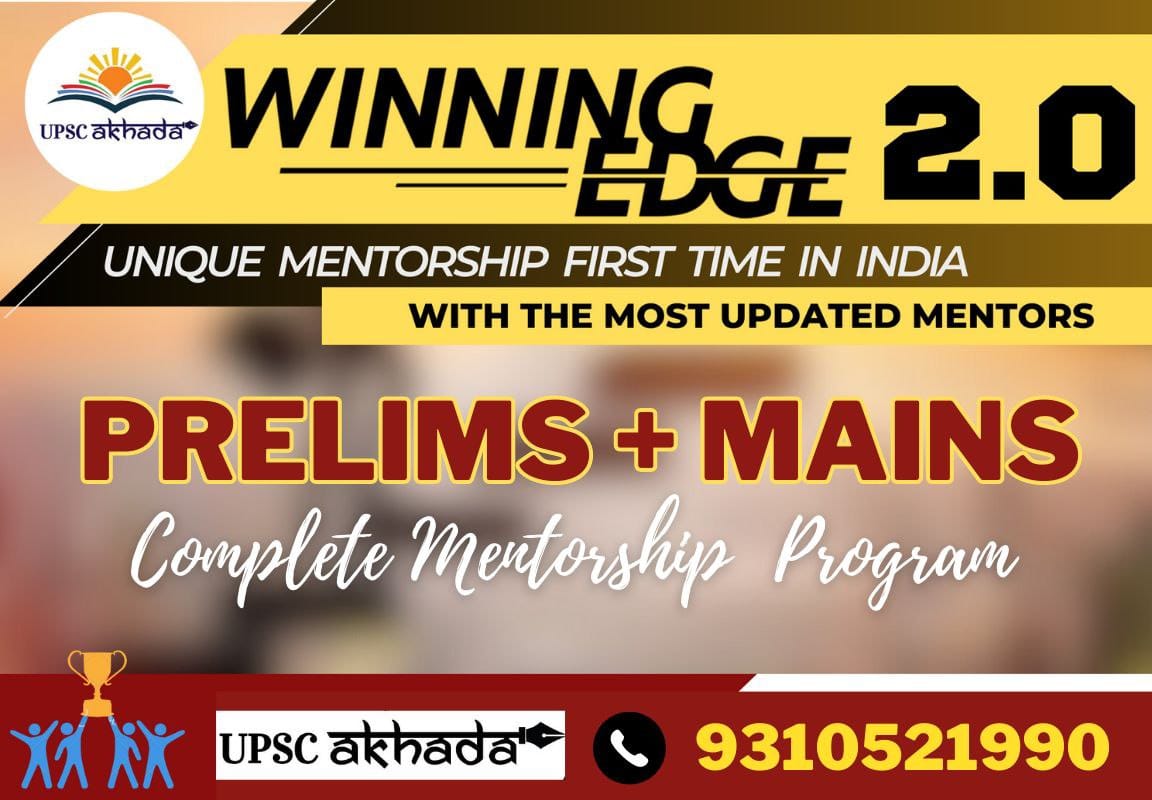 UPSC akhada
WINNING
EDGE
2.0
UNIQUE MENTORSHIP FIRST TIME IN INDIA
WITH THE MOST UPDATED MENTORS
PRELIMS + MAINS
Complete Mentorship Program
UPSC akhada
9310521990